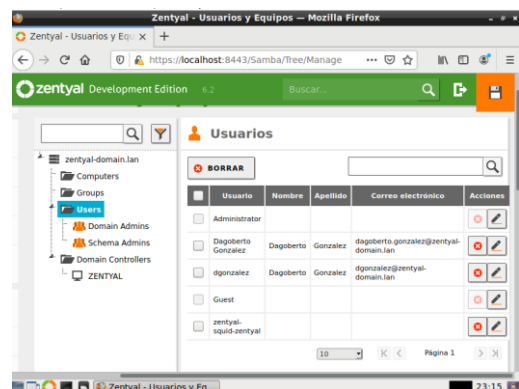 Zentyal - Usuarios y Equipos — Mozilla Firefox
Zentyal - Usuarios y Equ
https://localhost:8443/Samba/Tree/Manage
zentyal Development Edition 6.2
Buscar...
Usuarios
BORRAR
zentyal-domain.lan
Computers
Groups
Users
Domain Admins
Schema Admins
Domain Controllers
ZENTYAL
Usuario Nombre Apellido Correo electrónico Acciones
Administrator
Dagoberto Gonzalez Dagoberto Gonzalez dagoberto.gonzalez@zentyal-domain.lan
dgonzalez Dagoberto Gonzalez dgonzalez@zentyal-domain.lan
Guest
zentyal-squid-zentyal
10 Página 1
Zentyal - Usuarios y Eq... 23:15